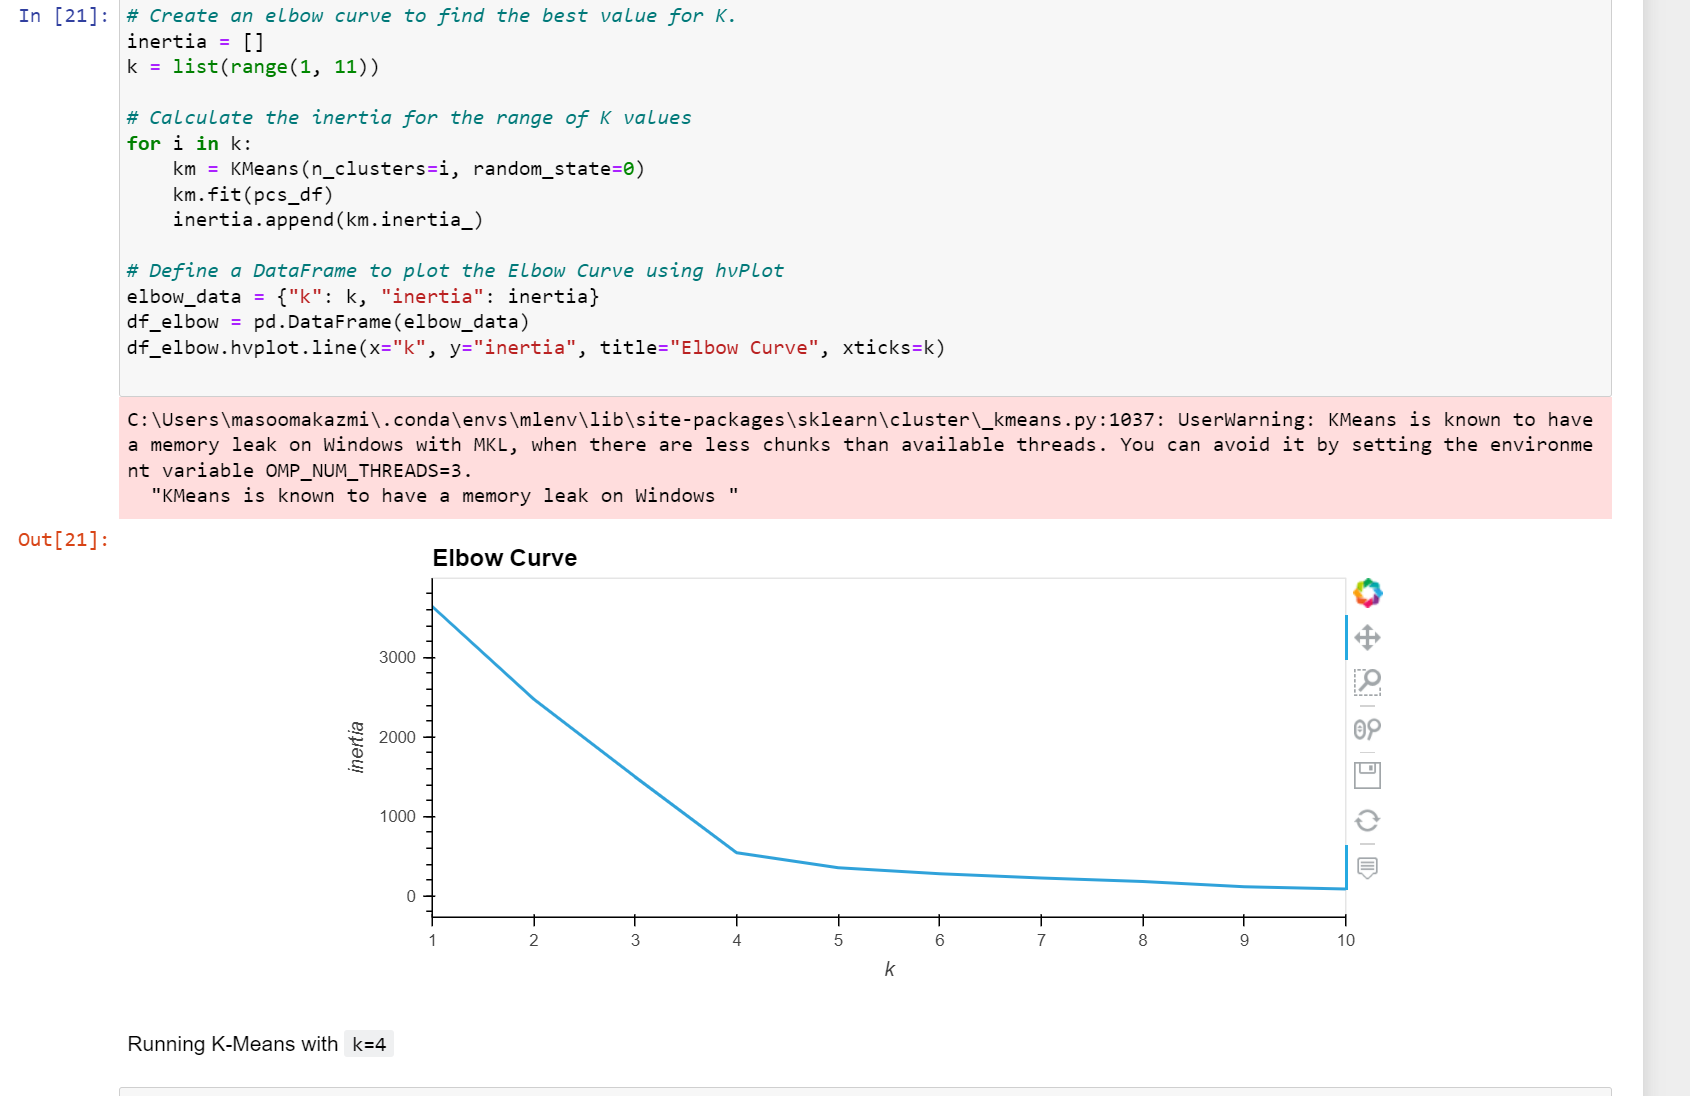 In [21]:
# Create an elbow curve to find the best value for K.
inertia = []
k = list(range(1, 11))
# Calculate the inertia for the range of K values
for i in k:
    km = KMeans(n_clusters=i, random_state=0)
    km.fit(pcs_df)
    inertia.append(km.inertia_)
# Define a DataFrame to plot the Elbow Curve using hvPlot
elbow_data = {"k": k, "inertia": inertia}
df_elbow = pd.DataFrame(elbow_data)
df_elbow.hvplot.line(x="k", y="inertia", title="Elbow Curve", xticks=k)
C:\Users\masoomakazmi\.conda\envs\mlenv\lib\site-packages\sklearn\cluster\_kmeans.py:1037: UserWarning: KMeans is known to have
a memory leak on Windows with MKL, when there are less chunks than available threads. You can avoid it by setting the environme
nt variable OMP_NUM_THREADS=3.
  "KMeans is known to have a memory leak on Windows "
Out[21]:
Elbow Curve
3000
2000
1000
0
inertia
1 2 3 4 5 6 7 8 9 10
k
Running K-Means with k=4